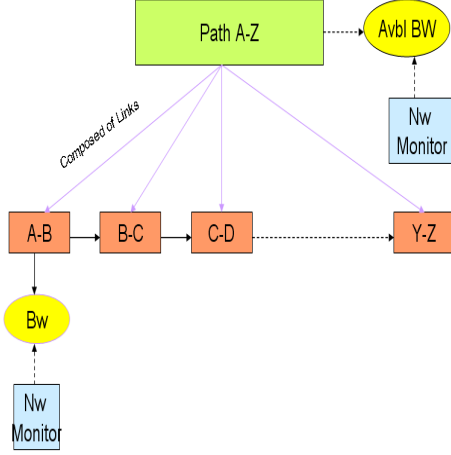 Path A-Z
Avbl BW
Nw
Monitor
Composed of Links
A-B
B-C
C-D
Y-Z
Bw
Nw
Monitor